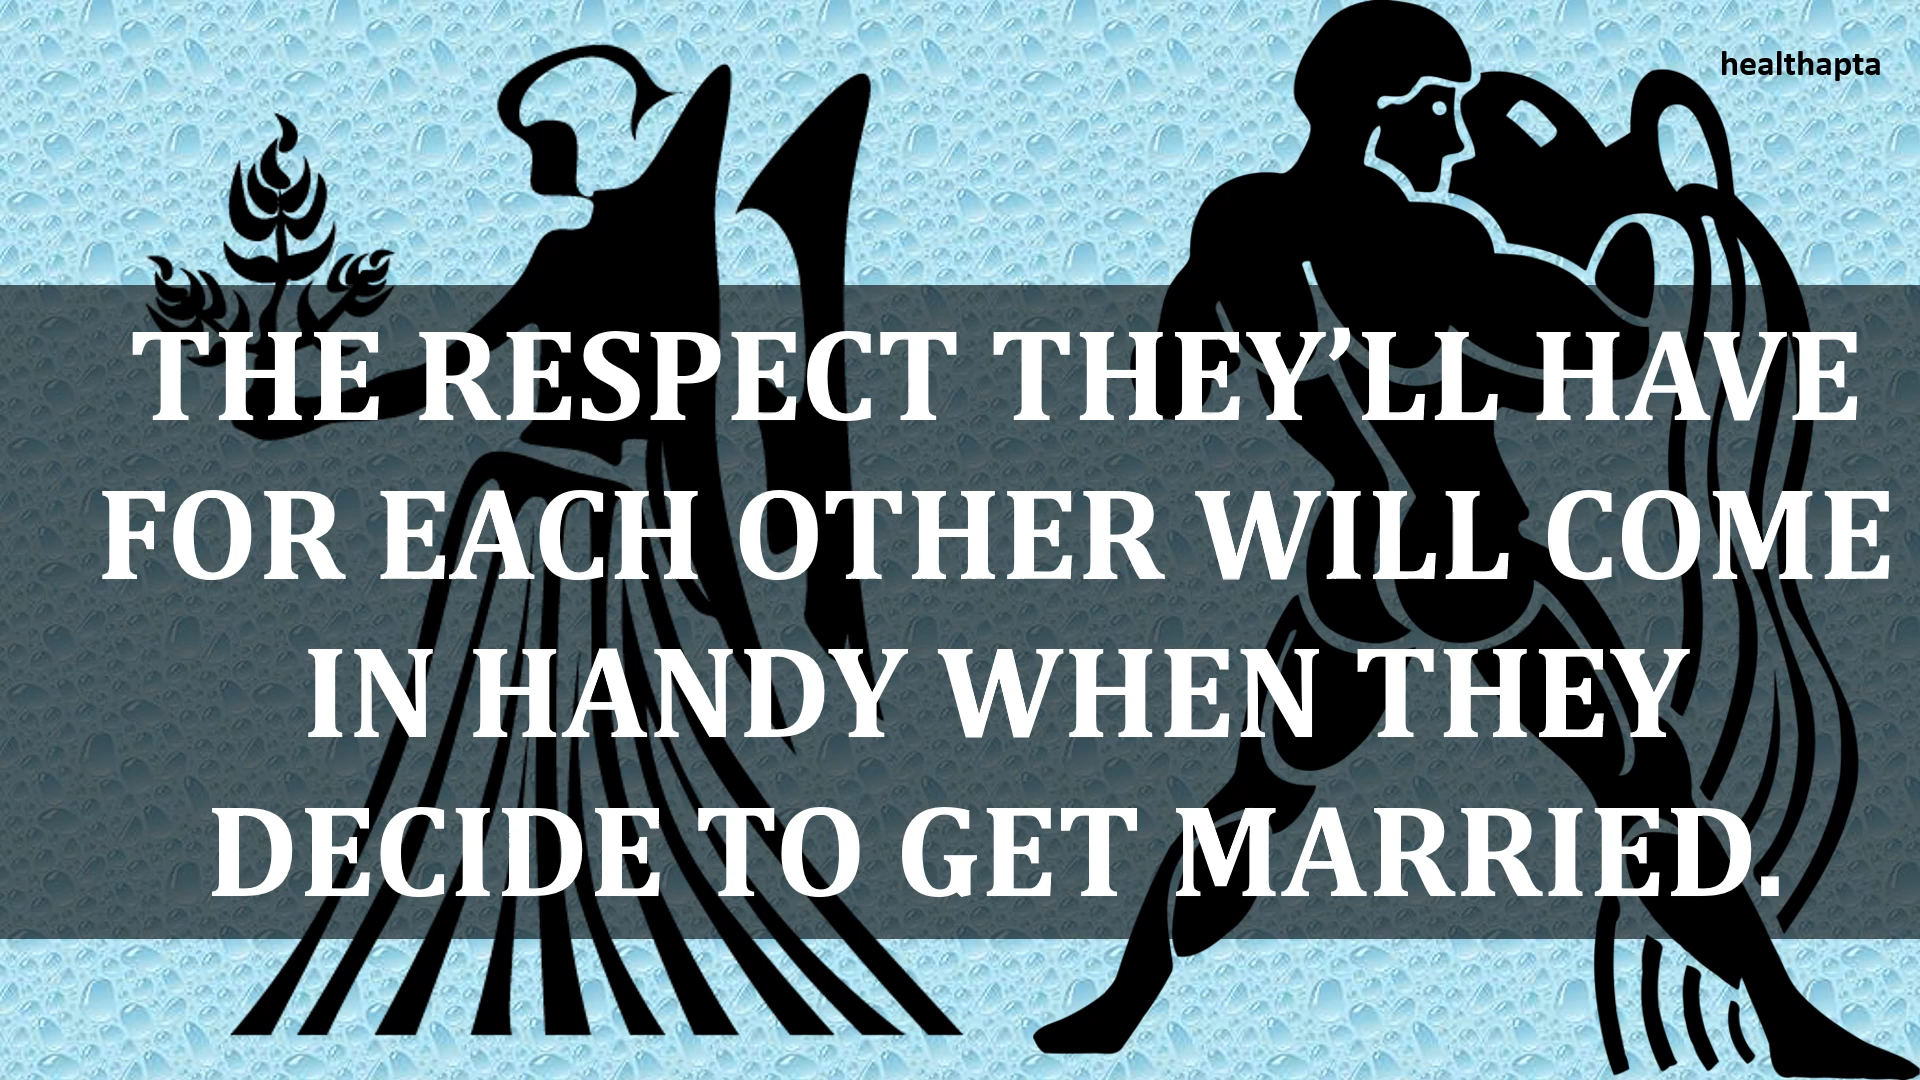 healthapta
THE RESPECT THEY’LL HAVE
FOR EACH OTHER WILL COME
IN HANDY WHEN THEY
DECIDE TO GET MARRIED.